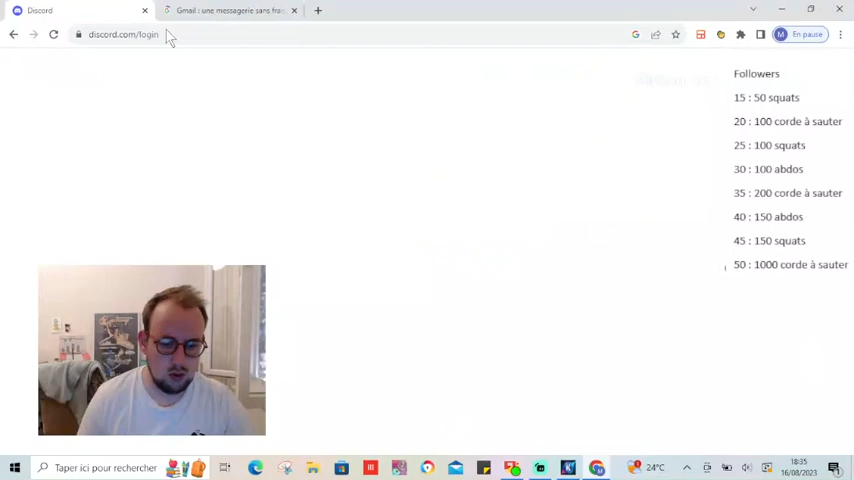 Discord
Gmail : une messagerie sans
discord.com/login
M En pause
Followers
15 : 50 squats
20 : 100 corde à sauter
25 : 100 squats
30 : 100 abdos
35 : 200 corde à sauter
40 : 150 abdos
45 : 150 squats
50 : 1000 corde à sauter
Taper ici pour rechercher
24°C
18:35
16/08/2023